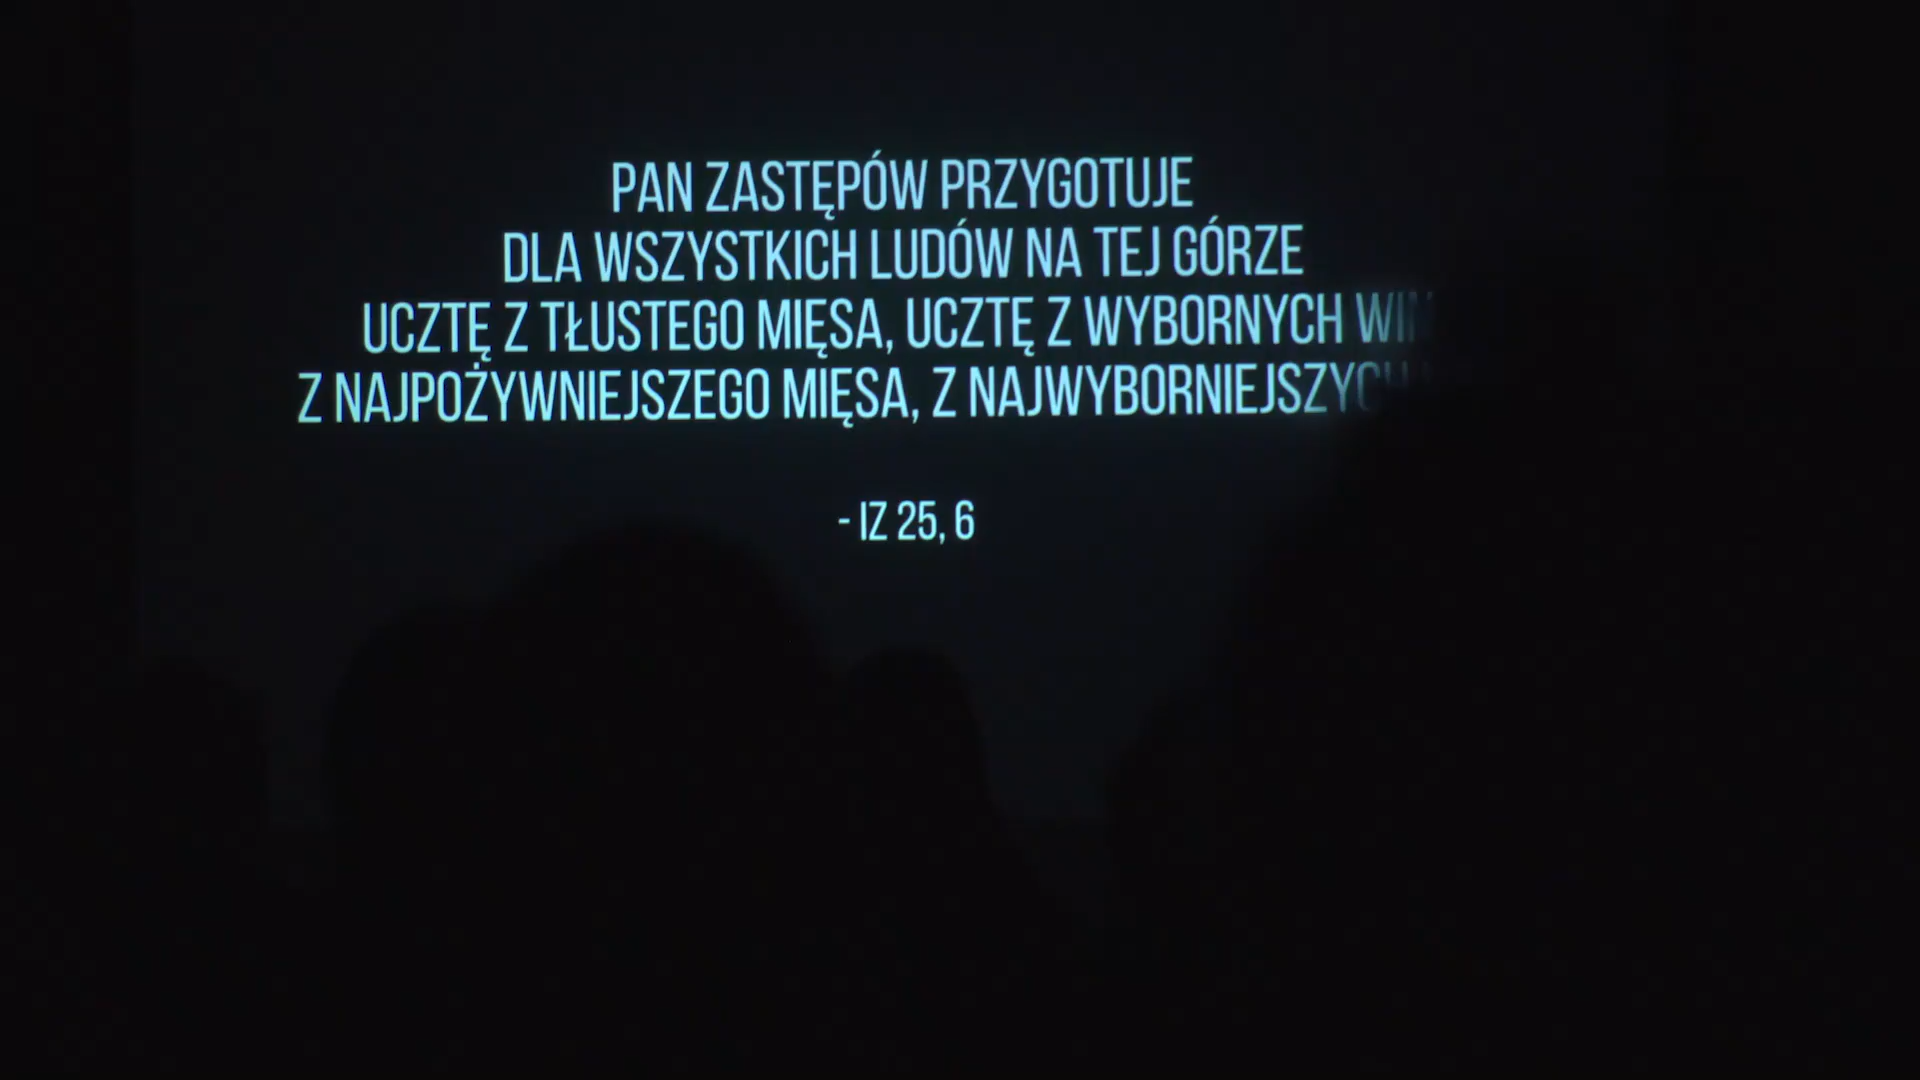 PAN ZASTĘPÓW PRZYGOTUJE
DLA WSZYSTKICH LUDÓW NA TEJ GÓRZE
UCZTĘ Z TŁUSTEGO MIĘSA, UCZTĘ Z WYBORNYCH
Z NAJPOŻYWNIEJSZEGO MIĘSA, Z
- IZ 25, 6